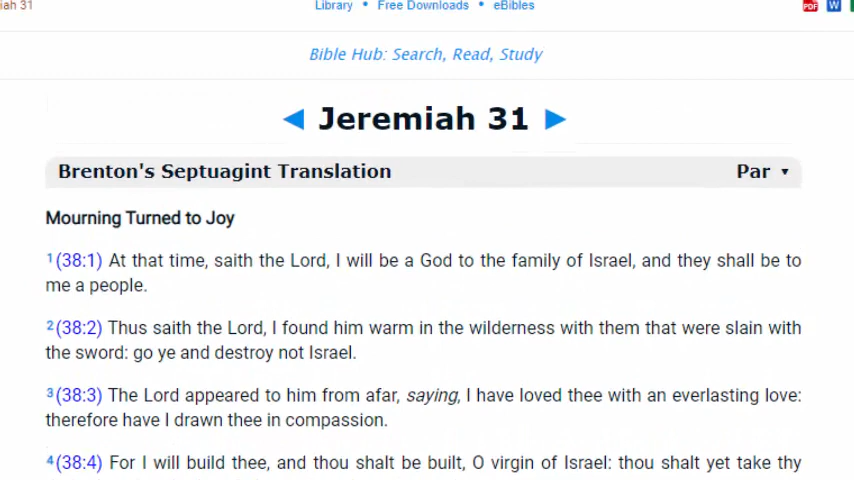 iah 31
Library • Free Downloads • eBibles
PDF W
Bible Hub: Search, Read, Study
◄ Jeremiah 31 ►
Brenton's Septuagint Translation Par ▼
Mourning Turned to Joy
1(38:1) At that time, saith the Lord, I will be a God to the family of Israel, and they shall be to
me a people.
2(38:2) Thus saith the Lord, I found him warm in the wilderness with them that were slain with
the sword: go ye and destroy not Israel.
3(38:3) The Lord appeared to him from afar, saying, I have loved thee with an everlasting love:
therefore have I drawn thee in compassion.
4(38:4) For I will build thee, and thou shalt be built, O virgin of Israel: thou shalt yet take thy